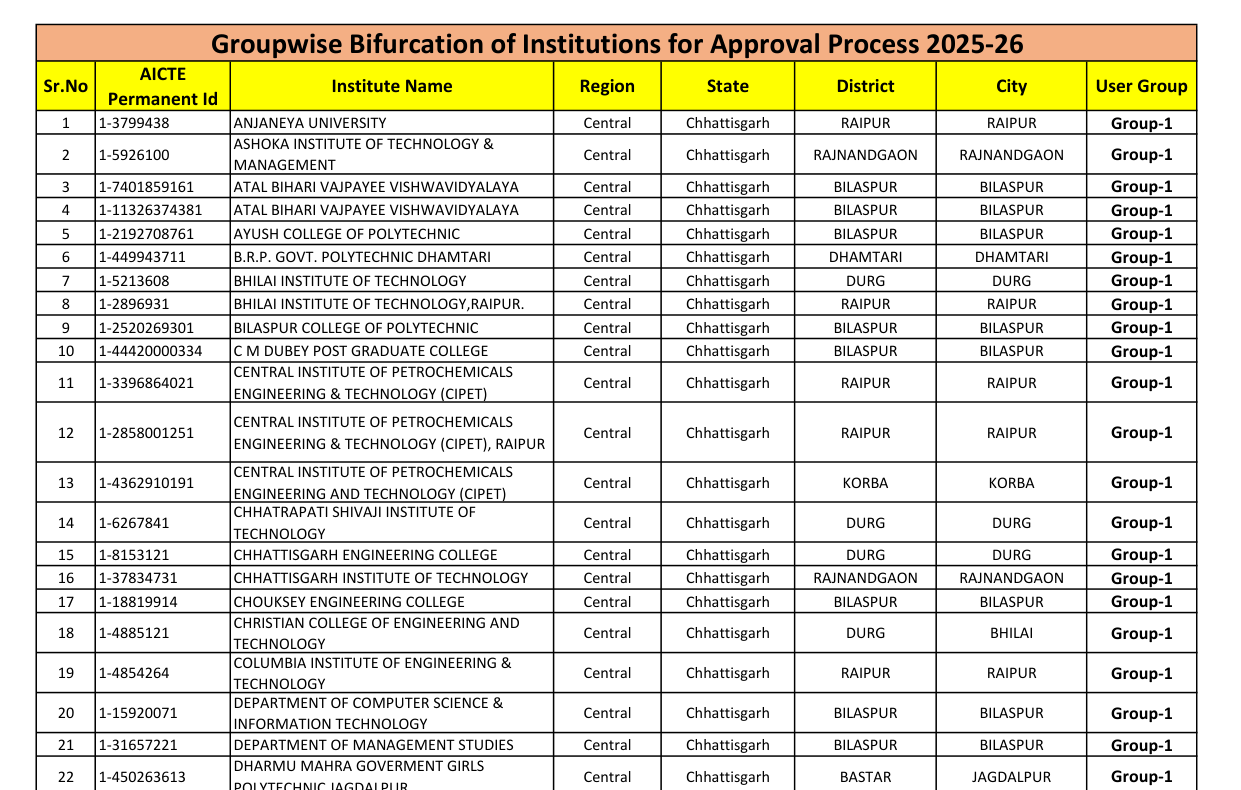 Groupwise Bifurcation of Institutions for Approval Process 2025-26
Sr.No AICTE Permanent Id Institute Name Region State District City User Group
1 1-3799438 ANJANEYA UNIVERSITY Central Chhattisgarh RAIPUR RAIPUR Group-1
2 1-5926100 ASHOKA INSTITUTE OF TECHNOLOGY & MANAGEMENT Central Chhattisgarh RAJNANDGAON RAJNANDGAON Group-1
3 1-7401859161 ATAL BIHARI VAJPAYEE VISHWAVIDYALAYA Central Chhattisgarh BILASPUR BILASPUR Group-1
4 1-11326374381 ATAL BIHARI VAJPAYEE VISHWAVIDYALAYA Central Chhattisgarh BILASPUR BILASPUR Group-1
5 1-2192708761 AYUSH COLLEGE OF POLYTECHNIC Central Chhattisgarh BILASPUR BILASPUR Group-1
6 1-449943711 B.R.P. GOVT. POLYTECHNIC DHAMTARI Central Chhattisgarh DHAMTARI DHAMTARI Group-1
7 1-5213608 BHILAI INSTITUTE OF TECHNOLOGY Central Chhattisgarh DURG DURG Group-1
8 1-2896931 BHILAI INSTITUTE OF TECHNOLOGY,RAIPUR. Central Chhattisgarh RAIPUR RAIPUR Group-1
9 1-2520269301 BILASPUR COLLEGE OF POLYTECHNIC Central Chhattisgarh BILASPUR BILASPUR Group-1
10 1-44420000334 C M DUBEY POST GRADUATE COLLEGE Central Chhattisgarh BILASPUR BILASPUR Group-1
11 1-3396864021 CENTRAL INSTITUTE OF PETROCHEMICALS ENGINEERING & TECHNOLOGY (CIPET) Central Chhattisgarh RAIPUR RAIPUR Group-1
12 1-2858001251 CENTRAL INSTITUTE OF PETROCHEMICALS ENGINEERING & TECHNOLOGY (CIPET), RAIPUR Central Chhattisgarh RAIPUR RAIPUR Group-1
13 1-4362910191 CENTRAL INSTITUTE OF PETROCHEMICALS ENGINEERING AND TECHNOLOGY (CIPET) Central Chhattisgarh KORBA KORBA Group-1
14 1-6267841 CHHATRAPATI SHIVAJI INSTITUTE OF TECHNOLOGY Central Chhattisgarh DURG DURG Group-1
15 1-8153121 CHHATTISGARH ENGINEERING COLLEGE Central Chhattisgarh DURG DURG Group-1
16 1-37834731 CHHATTISGARH INSTITUTE OF TECHNOLOGY Central Chhattisgarh RAJNANDGAON RAJNANDGAON Group-1
17 1-18819914 CHOUKSEY ENGINEERING COLLEGE Central Chhattisgarh BILASPUR BILASPUR Group-1
18 1-4885121 CHRISTIAN COLLEGE OF ENGINEERING AND TECHNOLOGY Central Chhattisgarh DURG BHILAI Group-1
19 1-4854264 COLUMBIA INSTITUTE OF ENGINEERING & TECHNOLOGY Central Chhattisgarh RAIPUR RAIPUR Group-1
20 1-15920071 DEPARTMENT OF COMPUTER SCIENCE & INFORMATION TECHNOLOGY Central Chhattisgarh BILASPUR BILASPUR Group-1
21 1-31657221 DEPARTMENT OF MANAGEMENT STUDIES Central Chhattisgarh BILASPUR BILASPUR Group-1
22 1-450263613 DHARMU MAHRA GOVERMENT GIRLS POLYTECHNIC JAGDALPUR Central Chhattisgarh BASTAR JAGDALPUR Group-1